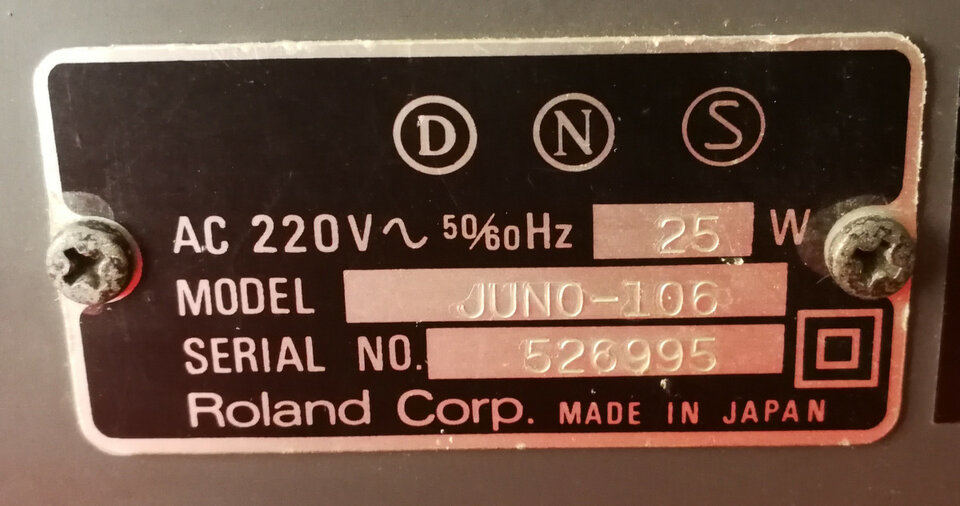 D N S
AC 220V~ 50/60Hz 25 W
MODEL JUNO-106
SERIAL NO. 526995
Roland Corp. MADE IN JAPAN